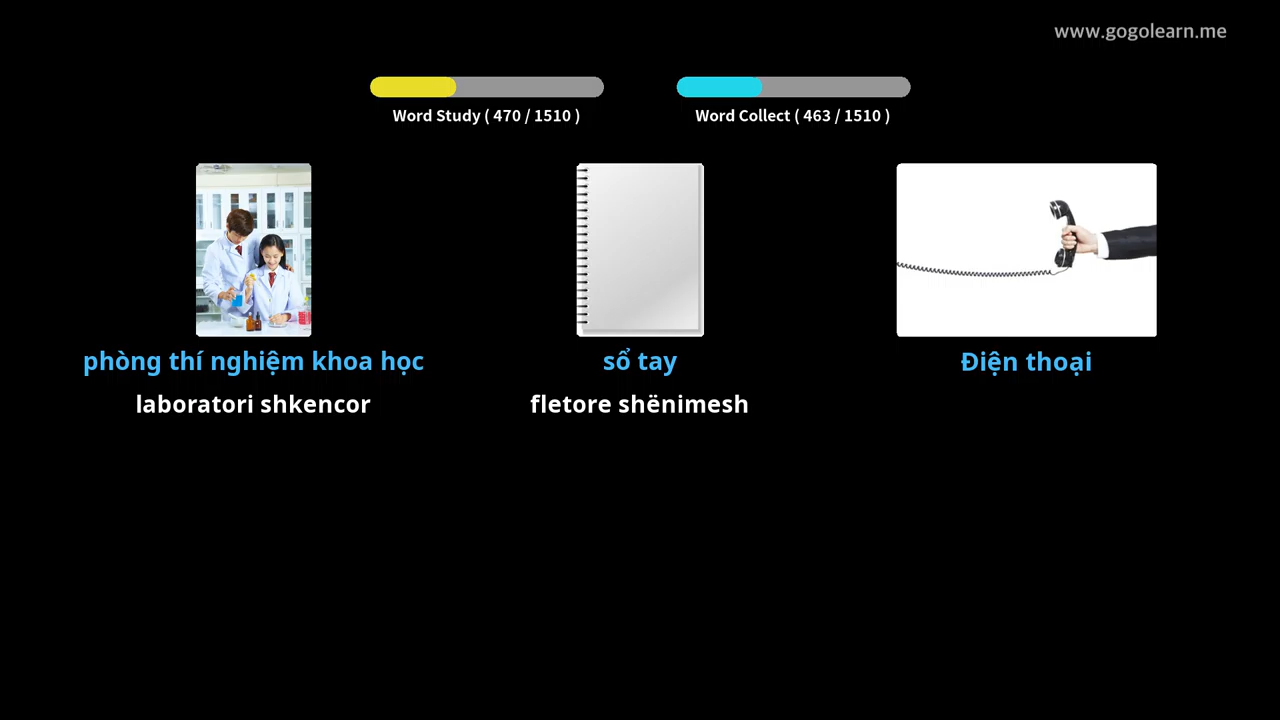 www.gogolearn.me
Word Study ( 470 / 1510 )
Word Collect ( 463 / 1510 )
phòng thí nghiệm khoa học
sổ tay
Điện thoại
laboratori shkencor
fletore shënimesh